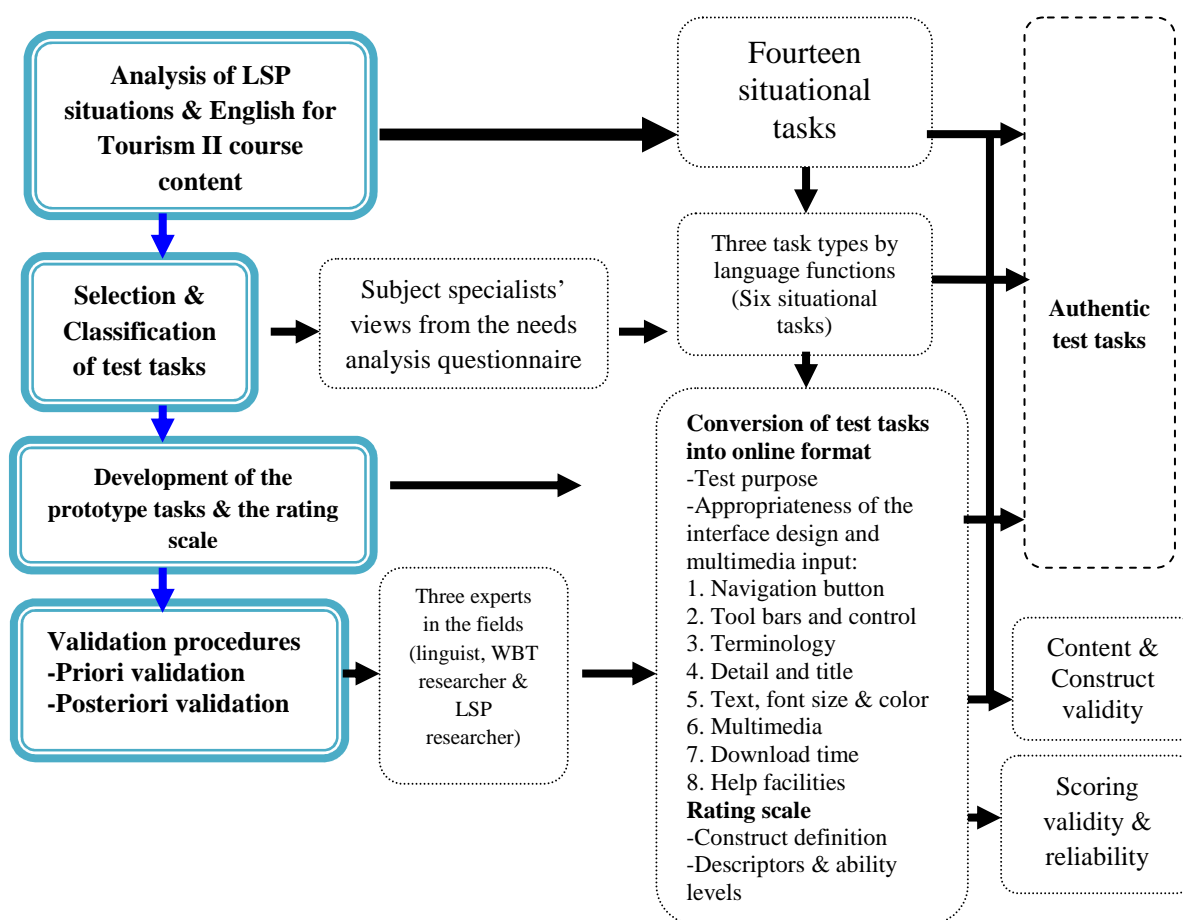 Analysis of LSP
situations & English for
Tourism II course
content
Fourteen
situational
tasks
Selection &
Classification
of test tasks
Subject specialists’
views from the needs
analysis questionnaire
Three task types by
language functions
(Six situational
tasks)
Authentic
test tasks
Development of the
prototype tasks & the rating
scale
Validation procedures
-Priori validation
-Posteriori validation
Three experts
in the fields
(linguist, WBT
researcher &
LSP
researcher)
Conversion of test tasks
into online format
-Test purpose
-Appropriateness of the
interface design and
multimedia input:
1. Navigation button
2. Tool bars and control
3. Terminology
4. Detail and title
5. Text, font size & color
6. Multimedia
7. Download time
8. Help facilities
Rating scale
-Construct definition
-Descriptors & ability
levels
Content &
Construct
validity
Scoring
validity &
reliability